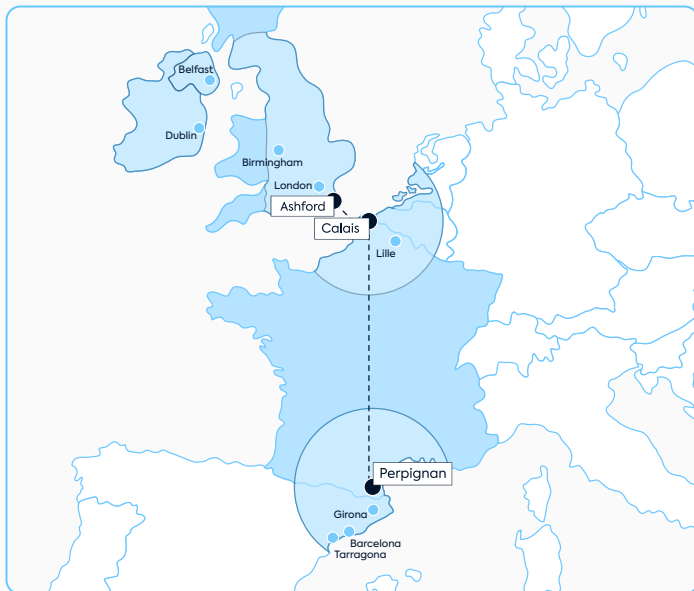 Belfast
Dublin
Birmingham
London
Ashford
Calais
Lille
Perpignan
Girona
Barcelona
Tarragona